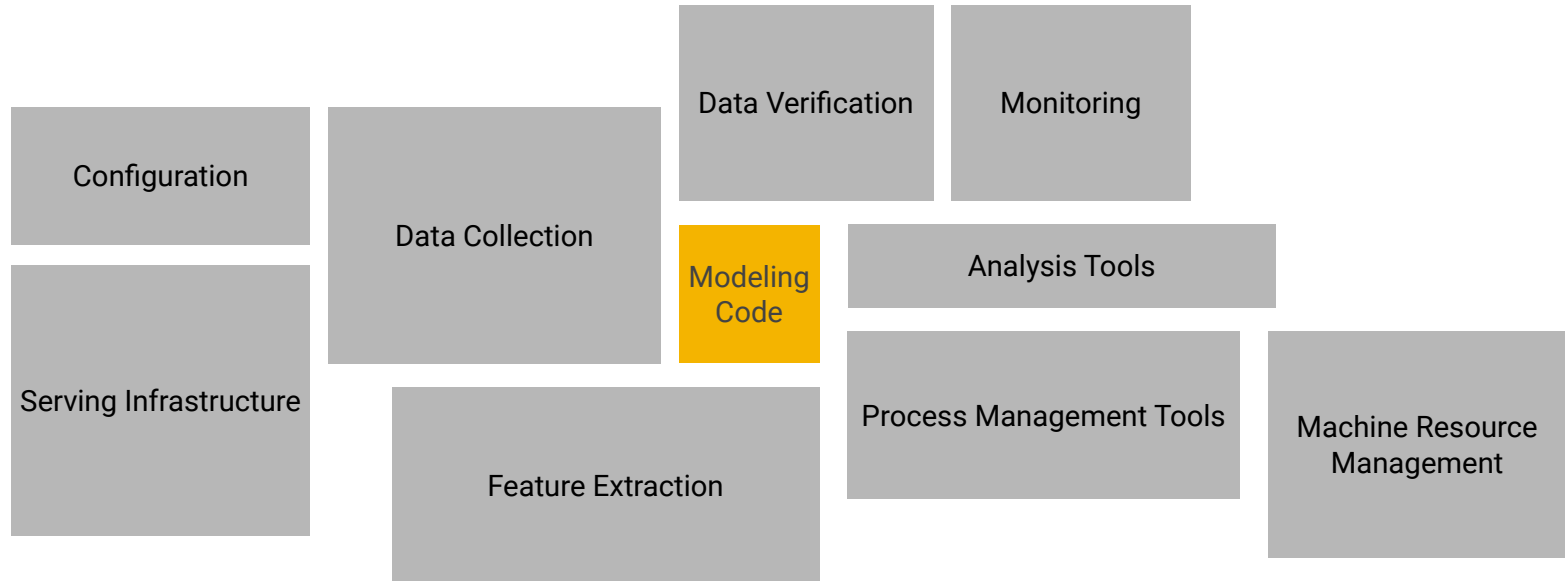 Data Verification
Monitoring
Configuration
Data Collection
Modeling
Code
Analysis Tools
Serving Infrastructure
Process Management Tools
Machine Resource
Management
Feature Extraction